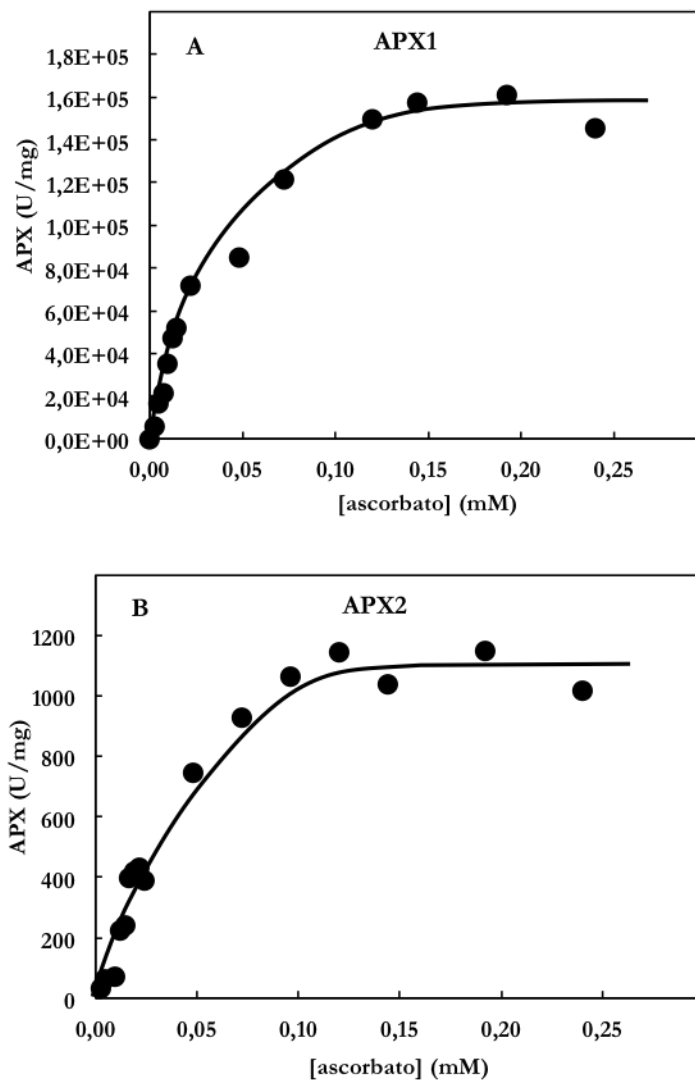 A
APX1
1,8E+05
1,6E+05
1,4E+05
1,2E+05
1,0E+05
8,0E+04
6,0E+04
4,0E+04
2,0E+04
0,0E+00
APX (U/mg)
0,00 0,05 0,10 0,15 0,20 0,25
[ascorbato] (mM)
B
APX2
1200
1000
800
600
400
200
0
APX (U/mg)
0,00 0,05 0,10 0,15 0,20 0,25
[ascorbato] (mM)